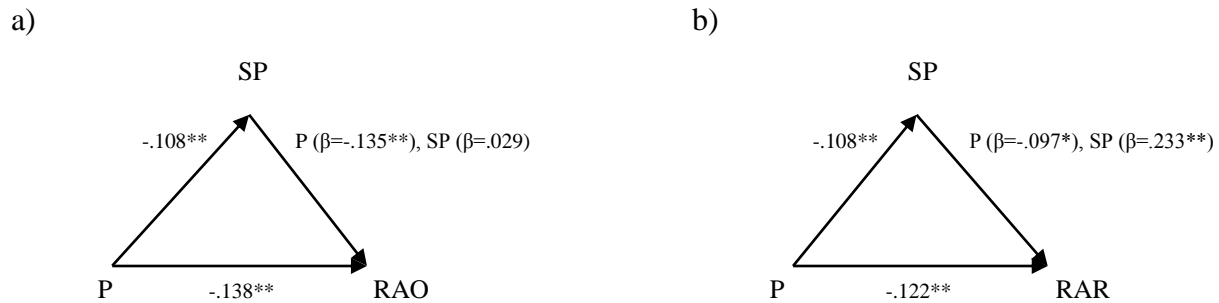 a)
SP
-.108**
P (β=-.135**), SP (β=.029)
P
-.138**
RAO
b)
SP
-.108**
P (β=-.097*), SP (β=.233**)
P
-.122**
RAR